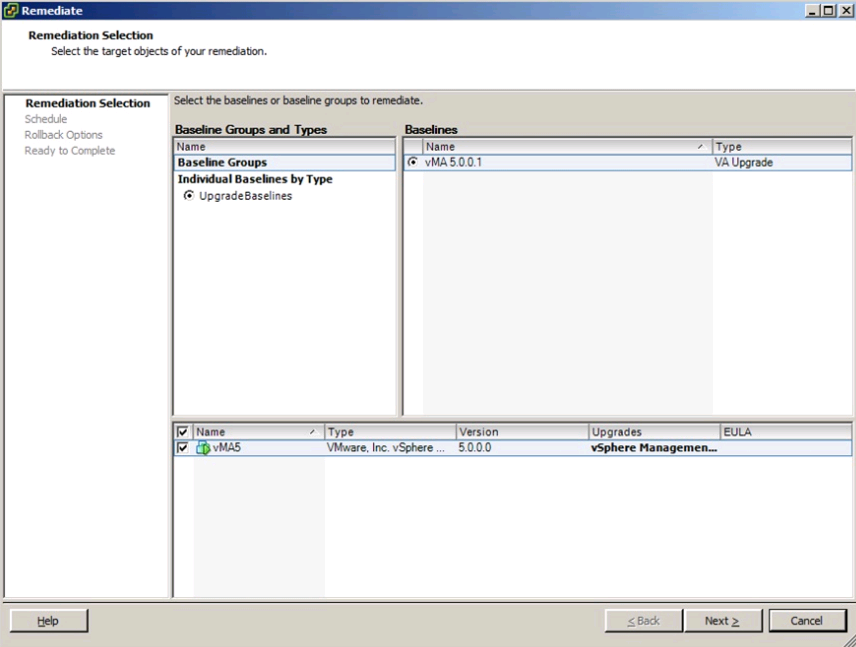 Remediate
Remediation Selection
Select the target objects of your remediation.
Remediation Selection
Schedule
Rollback Options
Ready to Complete
Select the baselines or baseline groups to remediate.
Baseline Groups and Types
Name
Baseline Groups
Individual Baselines by Type
UpgradeBaselines
Baselines
Name Type
vMA 5.0.0.1 VA Upgrade
Name Type Version Upgrades EULA
vMA5 VMware, Inc. vSphere ... 5.0.0.0 vSphere Managemen...
Help < Back Next > Cancel